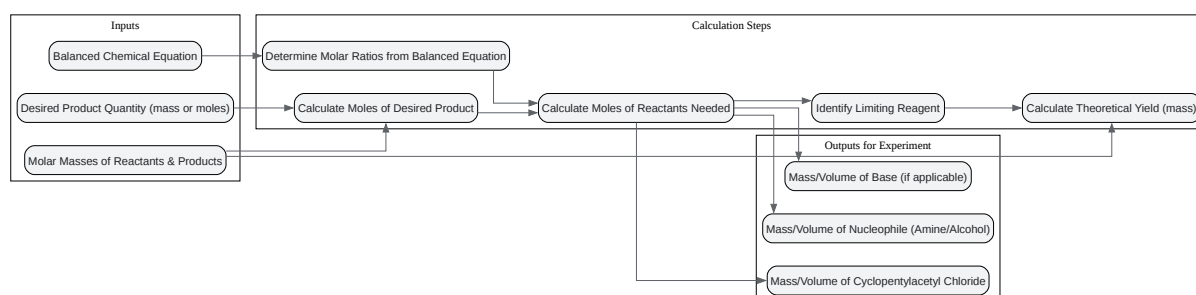 Inputs
Balanced Chemical Equation
Desired Product Quantity (mass or moles)
Molar Masses of Reactants & Products
Calculation Steps
Determine Molar Ratios from Balanced Equation
Calculate Moles of Desired Product
Calculate Moles of Reactants Needed
Identify Limiting Reagent
Calculate Theoretical Yield (mass)
Outputs for Experiment
Mass/Volume of Base (if applicable)
Mass/Volume of Nucleophile (Amine/Alcohol)
Mass/Volume of Cyclopentylacetyl Chloride